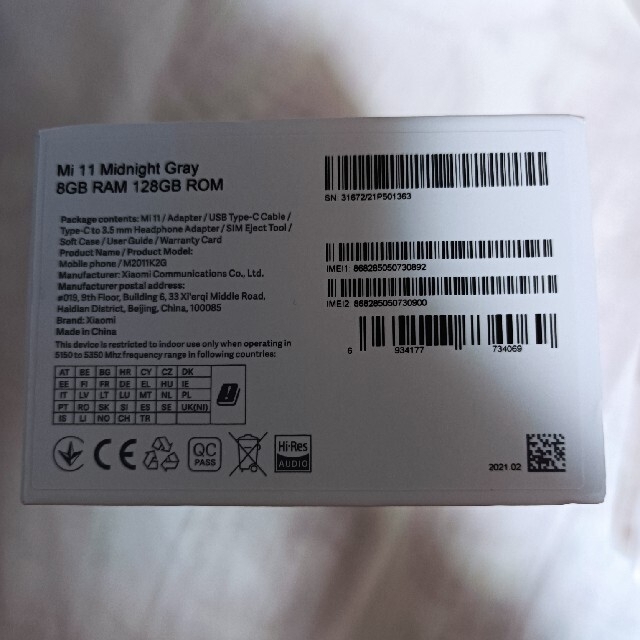 Mi 11 Midnight Gray
8GB RAM 128GB ROM
Package contents: Mi 11 / Adapter / USB Type-C Cable /
Type-C to 3.5 mm Headphone Adapter / SIM Eject Tool /
Soft Case / User Guide / Warranty Card
Product Name / Product Model:
Mobile phone / M2011K2G
Manufacturer: Xiaomi Communications Co., Ltd.
Manufacturer postal address:
#019, 9th Floor, Building 6, 33 Xi'erqi Middle Road,
Haidian District, Beijing, China, 100085
Brand: Xiaomi
Made in China
This device is restricted to indoor use only when operating in
5150 to 5350 Mhz frequency range in following countries:
AT BE BG HR CY CZ DK
EE FI FR DE EL HU IE
IT LV LT LU MT NL PL
PT RO SK SI ES SE UK(NI)
IS LI NO CH TR
CE
QC
PASS
Hi-Res
AUDIO
SN 31672/21P501363
IMEI1 868285050730892
IMEI2 868285050730900
6 934177 734069
2021 02